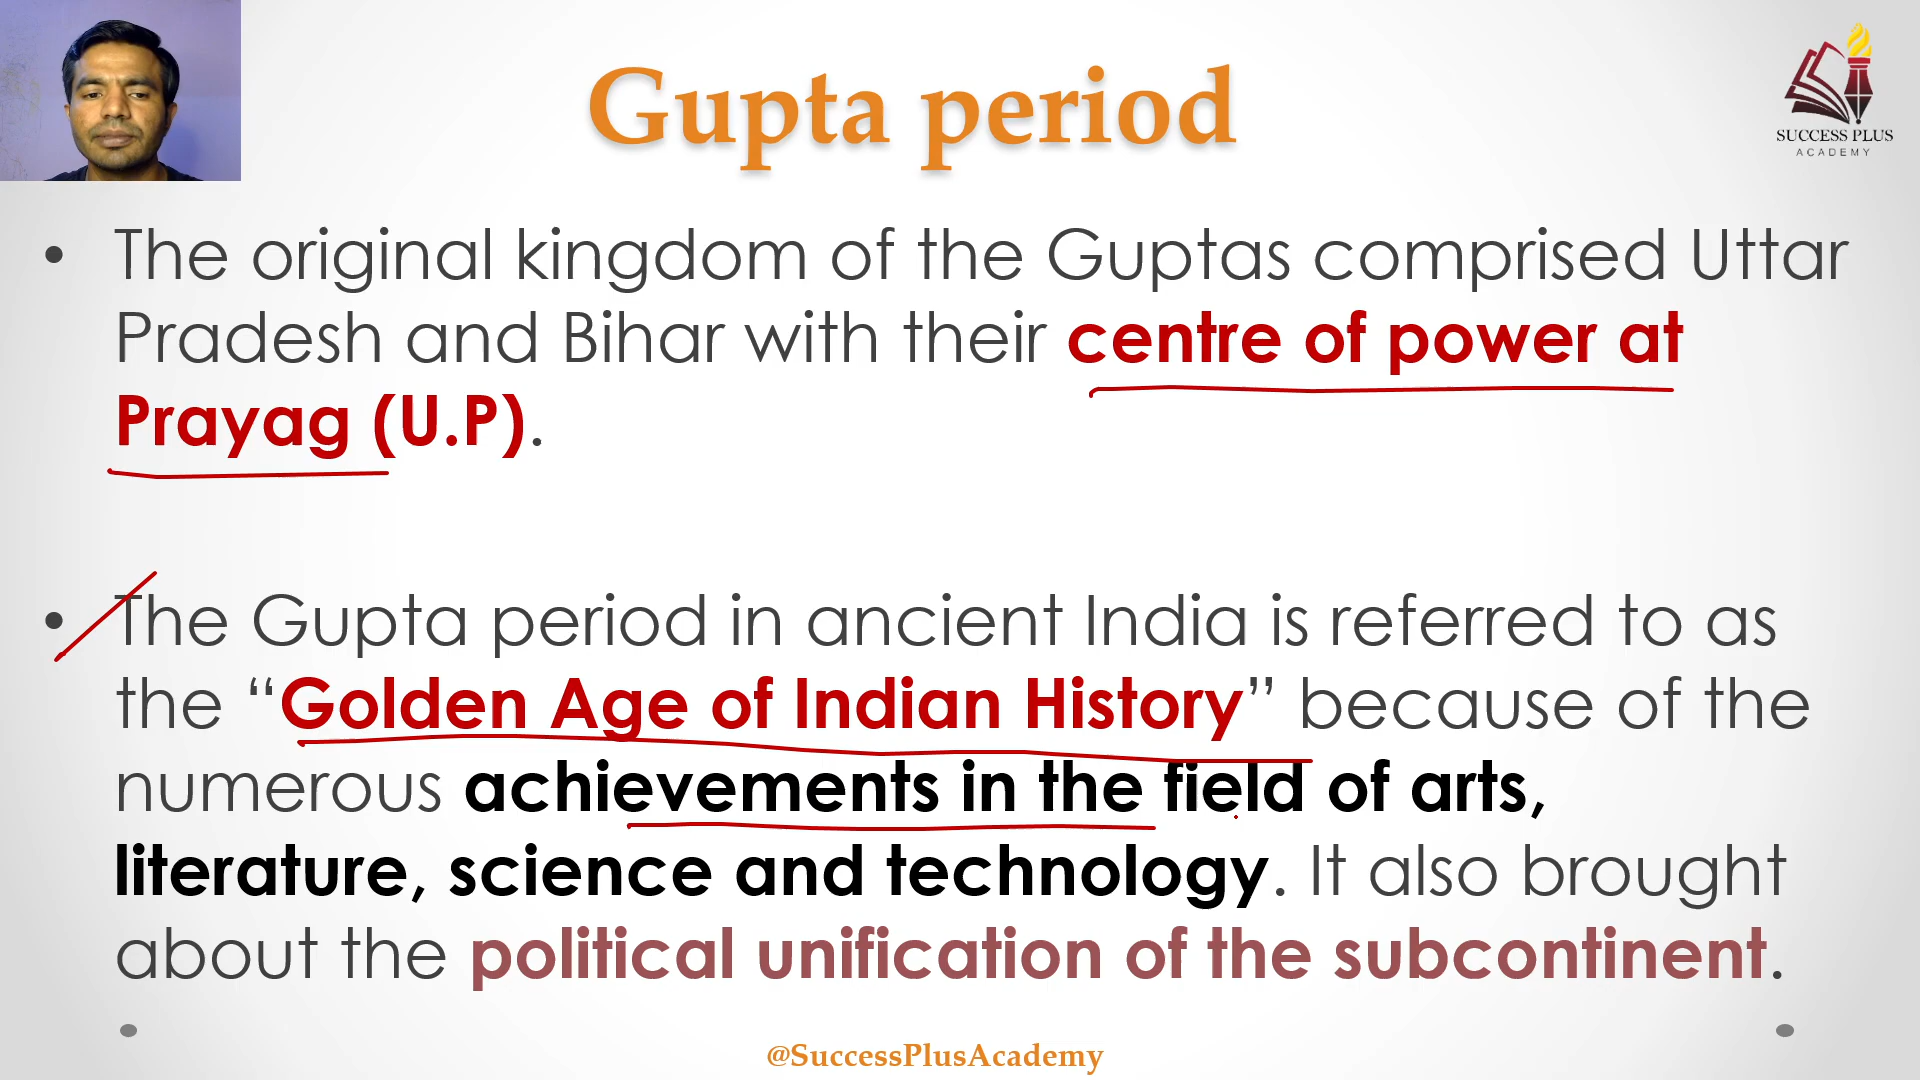 Gupta period
SUCCESS PLUS
ACADEMY
• The original kingdom of the Guptas comprised Uttar
Pradesh and Bihar with their centre of power at
Prayag (U.P).
• The Gupta period in ancient India is referred to as
the “Golden Age of Indian History” because of the
numerous achievements in the field of arts,
literature, science and technology. It also brought
about the political unification of the subcontinent.
@SuccessPlusAcademy